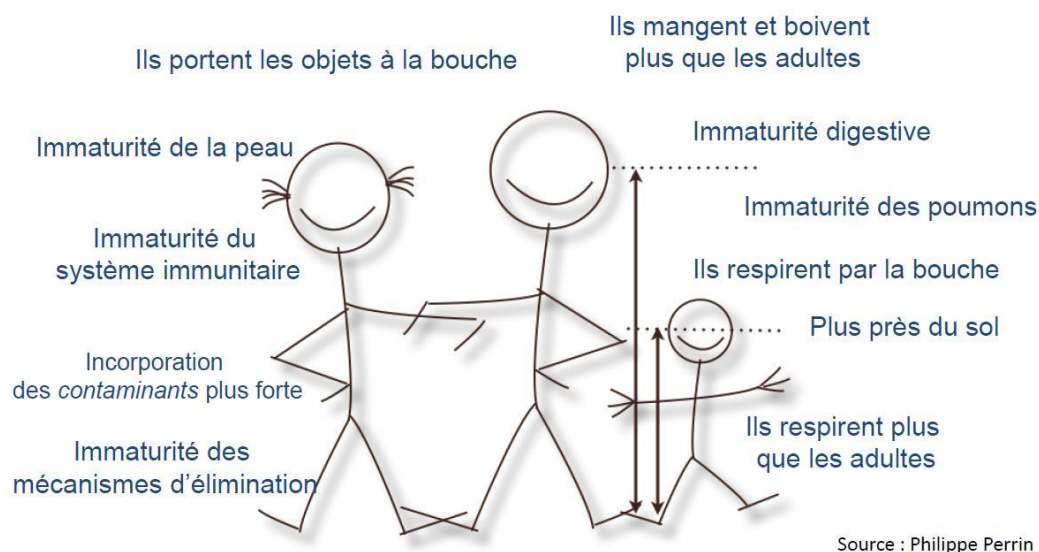 Ils portent les objets à la bouche
Ils mangent et boivent
plus que les adultes
Immaturité de la peau
Immaturité digestive
Immaturité des poumons
Immaturité du
système immunitaire
Ils respirent par la bouche
Plus près du sol
Incorporation
des contaminants plus forte
Ils respirent plus
que les adultes
Immaturité des
mécanismes d'élimination
Source : Philippe Perrin